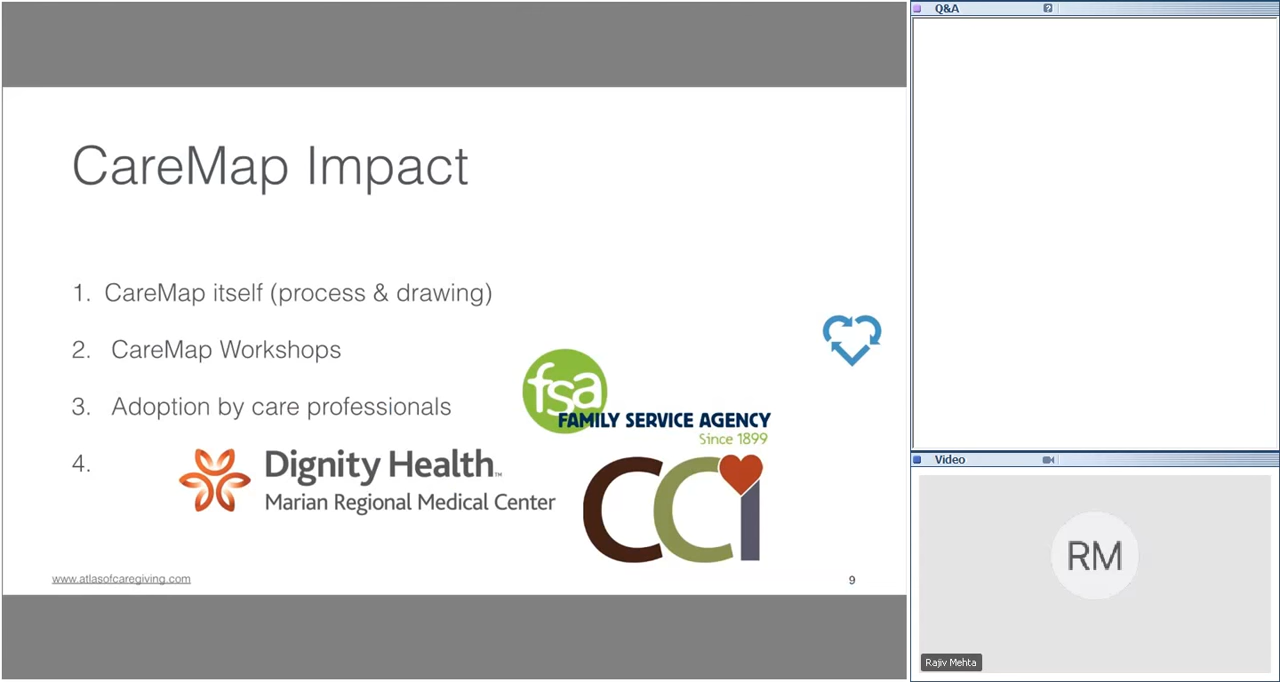 Q&A
CareMap Impact
1. CareMap itself (process & drawing)
2. CareMap Workshops
3. Adoption by care professionals
4.
fsa
FAMILY SERVICE AGENCY
Since 1899
Dignity Health™
Marian Regional Medical Center
CCi
www.atlasofcaregiving.com
9
Video
RM
Rajiv Mehta